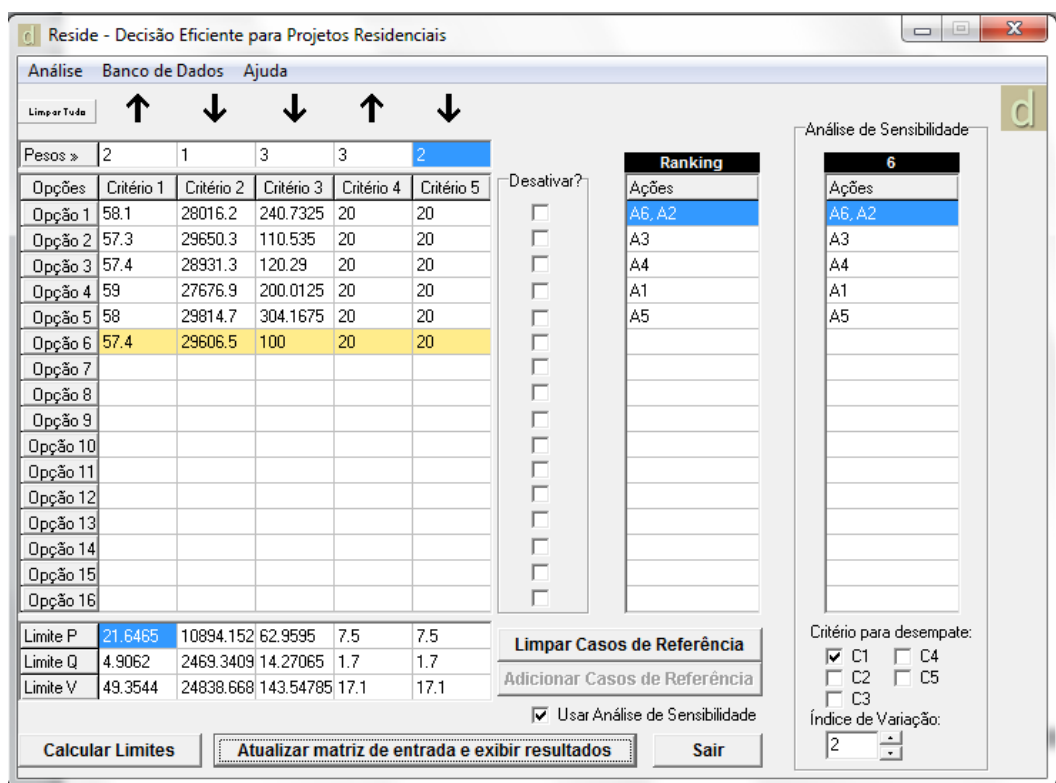 d Reside - Decisão Eficiente para Projetos Residenciais
Análise Banco de Dados Ajuda
Limpar Tudo
d
Pesos » 2 1 3 3 2
Opções Critério 1 Critério 2 Critério 3 Critério 4 Critério 5
Opção 1 58.1 28016.2 240.7325 20 20
Opção 2 57.3 29650.3 110.535 20 20
Opção 3 57.4 28931.3 120.29 20 20
Opção 4 59 27676.9 200.0125 20 20
Opção 5 58 29814.7 304.1675 20 20
Opção 6 57.4 29606.5 100 20 20
Opção 7
Opção 8
Opção 9
Opção 10
Opção 11
Opção 12
Opção 13
Opção 14
Opção 15
Opção 16
Limite P 21.6465 10894.152 62.9595 7.5 7.5
Limite Q 4.9062 2469.3409 14.27065 1.7 1.7
Limite V 49.3544 24838.668 143.54785 17.1 17.1
Desativar?
Ranking
Ações
A6, A2
A3
A4
A1
A5
Análise de Sensibilidade
6
Ações
A6, A2
A3
A4
A1
A5
Limpar Casos de Referência
Adicionar Casos de Referência
Usar Análise de Sensibilidade
Critério para desempate:
C1 C4
C2 C5
C3
Índice de Variação:
2
Calcular Limites
Atualizar matriz de entrada e exibir resultados
Sair